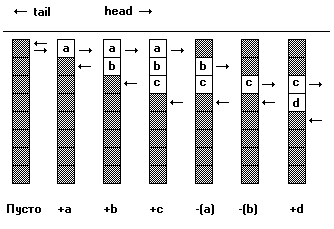 ← tail head →
a a a
b b b
c c c c
d
Пусто +a +b +c -(a) -(b) +d